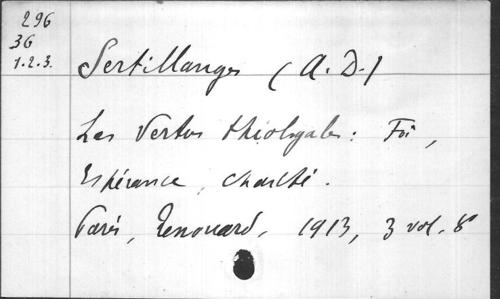 296
36
1.2.3.
Sertillanges (A.D.)
Les Vertus théologales : Foi,
Espérance, charité.
Paris, Renouard, 1913, 3 vol. 8°